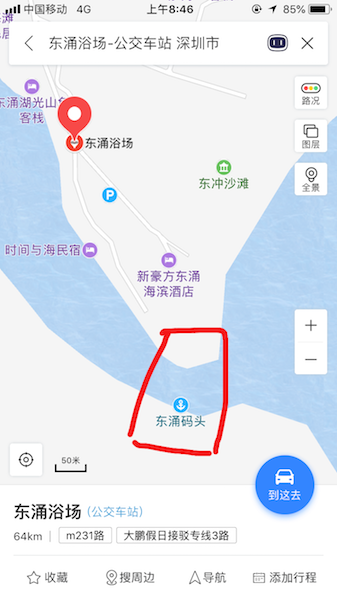 中国移动 4G 上午8:46 85%
东涌浴场-公交车站 深圳市
东涌湖光山色
客栈
路况
东涌浴场
图层
东冲沙滩
全景
P
时间与海民宿
新豪方东涌
海滨酒店
+
东涌码头
50米
到这去
东涌浴场 (公交车站)
64km m231路 大鹏假日接驳专线3路
收藏 搜周边 导航 添加行程